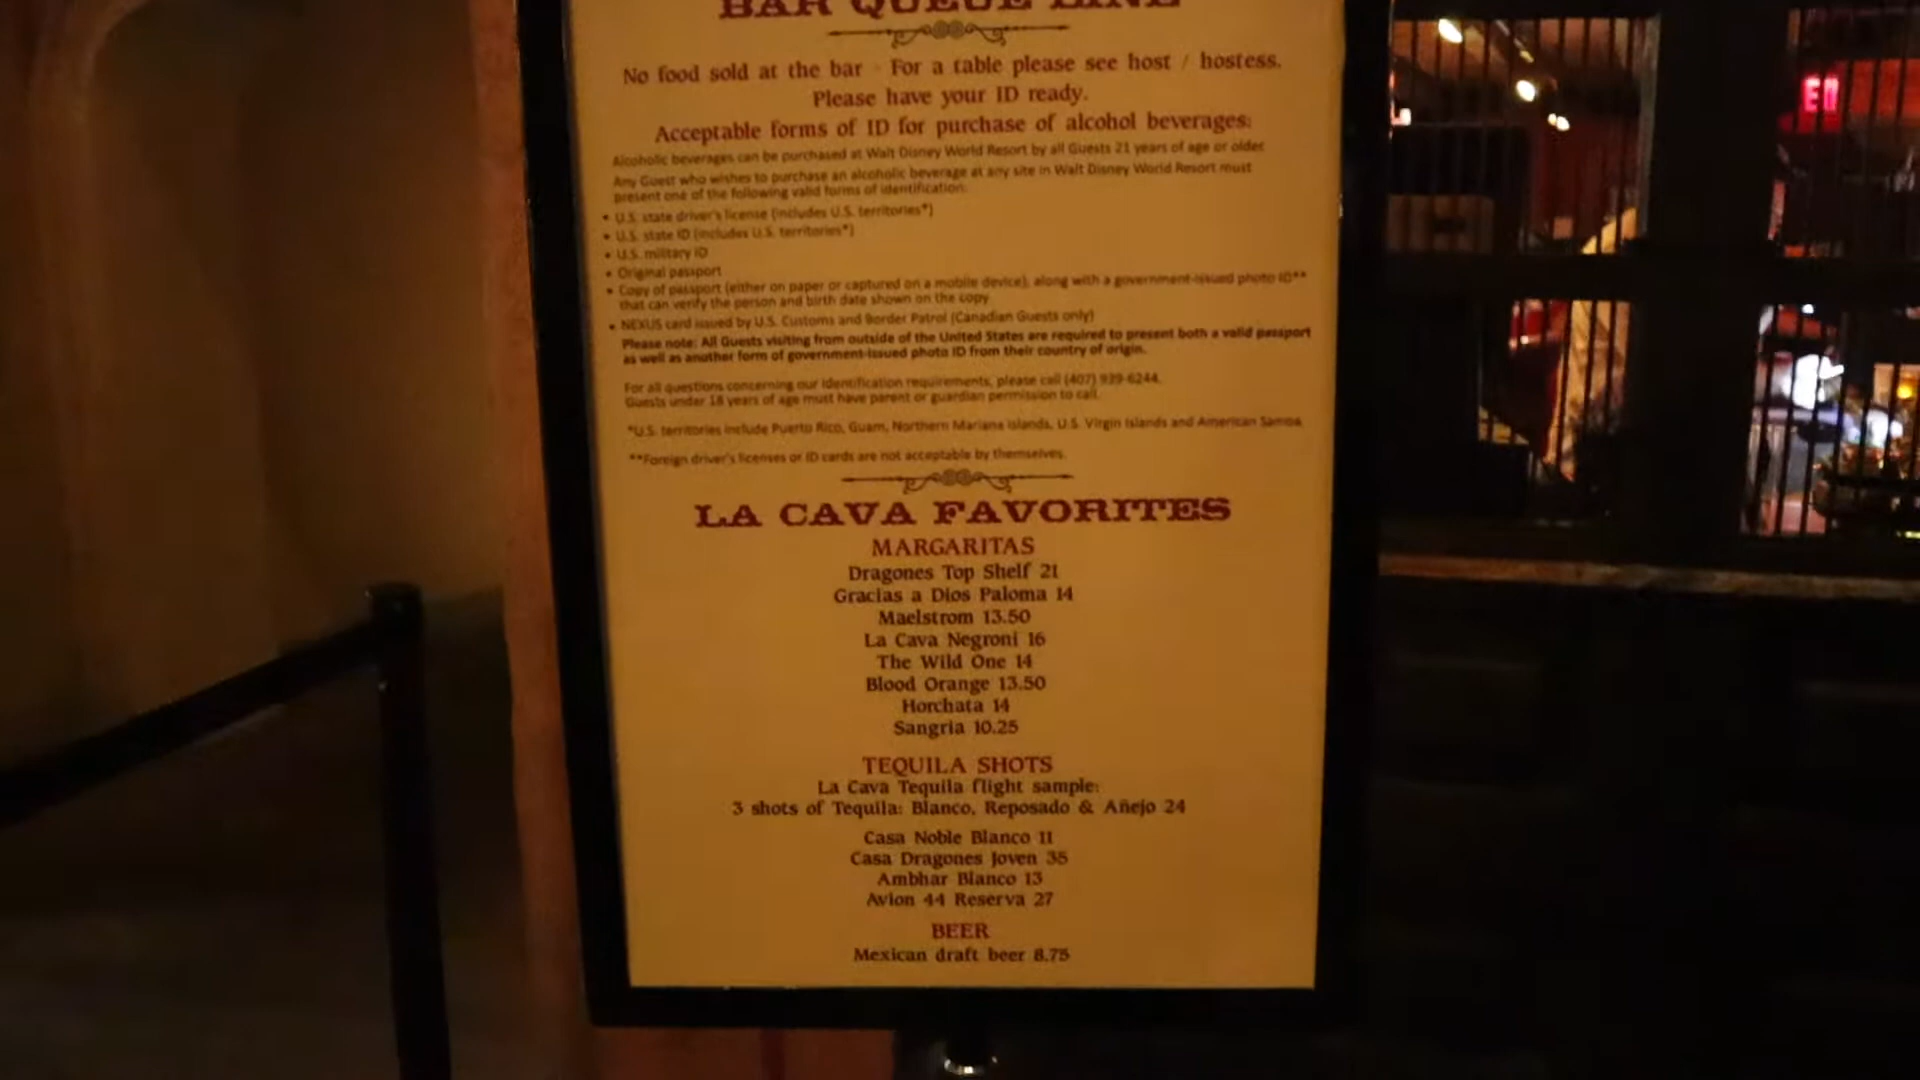 BAR QUEUE LINE
No food sold at the bar - For a table please see host / hostess.
Please have your ID ready.
Acceptable forms of ID for purchase of alcohol beverages:
Alcoholic beverages can be purchased at Walt Disney World Resort by all Guests 21 years of age or older.
Any Guest who wishes to purchase an alcoholic beverage at any site in Walt Disney World Resort must
present one of the following valid forms of identification:
• U.S. state driver's license (includes U.S. territories*)
• U.S. state ID (includes U.S. territories*)
• U.S. military ID
• Original passport
• Copy of passport (either on paper or captured on a mobile device), along with a government-issued photo ID**
that can verify the person and birth date shown on the copy
• NEXUS card issued by U.S. Customs and Border Patrol (Canadian Guests only)
Please note: All Guests visiting from outside of the United States are required to present both a valid passport
as well as another form of government-issued photo ID from their country of origin.
For all questions concerning our identification requirements, please call (407) 939-6244.
Guests under 18 years of age must have parent or guardian permission to call.
*U.S. territories include Puerto Rico, Guam, Northern Mariana Islands, U.S. Virgin Islands and American Samoa
**Foreign driver's licenses or ID cards are not acceptable by themselves.
LA CAVA FAVORITES
MARGARITAS
Dragones Top Shelf 21
Gracias a Dios Paloma 14
Maelstrom 13.50
La Cava Negroni 16
The Wild One 14
Blood Orange 13.50
Horchata 14
Sangria 10.25
TEQUILA SHOTS
La Cava Tequila flight sample:
3 shots of Tequila: Blanco, Reposado & Añejo 24
Casa Noble Blanco 11
Casa Dragones Joven 35
Ambhar Blanco 13
Avion 44 Reserva 27
BEER
Mexican draft beer 8.75